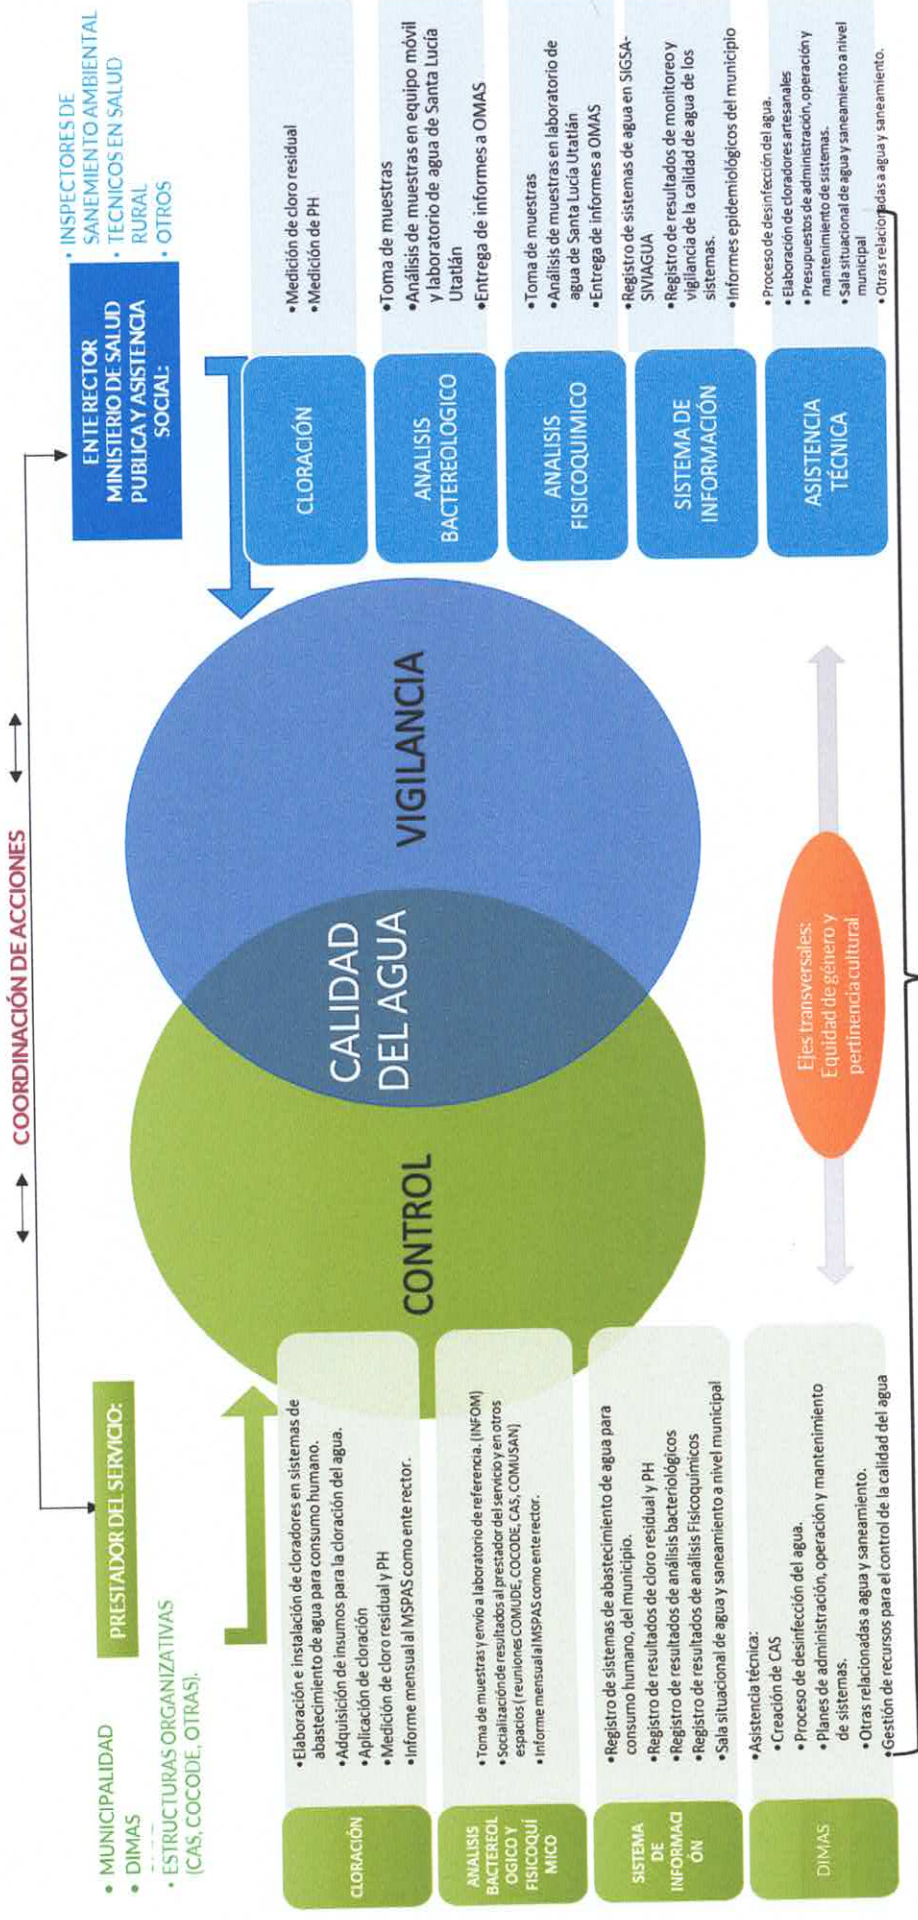 COORDINACIÓN DE ACCIONES
PRESTADOR DEL SERVICIO:
• MUNICIPALIDAD
• DIMAS
• ESTRUCTURAS ORGANIZATIVAS
(CAS, COCODE, OTRAS).
CLORACIÓN
• Elaboración e instalación de cloradores en sistemas de
abastecimiento de agua para consumo humano.
• Adquisición de insumos para la cloración del agua.
• Aplicación de cloración
• Medición de cloro residual y PH
• Informe mensual al MSPAS como ente rector.
ANALISIS
BACTEREOL
OGICO Y
FISICOQUÍ
MICO
• Toma de muestras y envío a laboratorio de referencia. (INFOM)
• Socialización de resultados al prestador del servicio y en otros
espacios ( reuniones COMUDE, COCODE, CAS, COMUSAN)
• Informe mensual al MSPAS como ente rector.
SISTEMA
DE
INFORMACI
ÓN
• Registro de sistemas de abastecimiento de agua para
consumo humano, del municipio.
• Registro de resultados de cloro residual y PH
• Registro de resultados de análisis bacteriológicos
• Registro de resultados de análisis Fisicoquímicos
• Sala situacional de agua y saneamiento a nivel municipal
DIMAS
• Asistencia técnica:
• Creación de CAS
• Proceso de desinfección del agua.
• Planes de administración, operación y mantenimiento
de sistemas.
• Otras relacionadas a agua y saneamiento.
• Gestión de recursos para el control de la calidad del agua
CONTROL
CALIDAD
DEL AGUA
VIGILANCIA
Ejes transversales:
Equidad de género y
pertinencia cultural
ENTE RECTOR
MINISTERIO DE SALUD
PUBLICA Y ASISTENCIA
SOCIAL:
• INSPECTORES DE
SANEMIENTO AMBIENTAL
• TECNICOS EN SALUD
RURAL
• OTROS
CLORACIÓN
• Medición de cloro residual
• Medición de PH
ANALISIS
BACTEREOLOGICO
• Toma de muestras
• Análisis de muestras en equipo móvil
y laboratorio de agua de Santa Lucía
Utatlán
• Entrega de informes a OMAS
ANALISIS
FISICOQUIMICO
• Toma de muestras
• Análisis de muestras en laboratorio de
agua de Santa Lucía Utatlán
• Entrega de informes a OMAS
SISTEMA DE
INFORMACIÓN
• Registro de sistemas de agua en SIGSA-
SIVIAGUA
• Registro de resultados de monitoreo y
vigilancia de la calidad de agua de los
sistemas.
• Informes epidemiológicos del municipio
ASISTENCIA
TÉCNICA
• Proceso de desinfección del agua.
• Elaboración de cloradores artesanales
• Presupuestos de administración, operación y
mantenimiento de sistemas.
• Sala situacional de agua y saneamiento a nivel
municipal
• Otras relacionadas a agua y saneamiento.